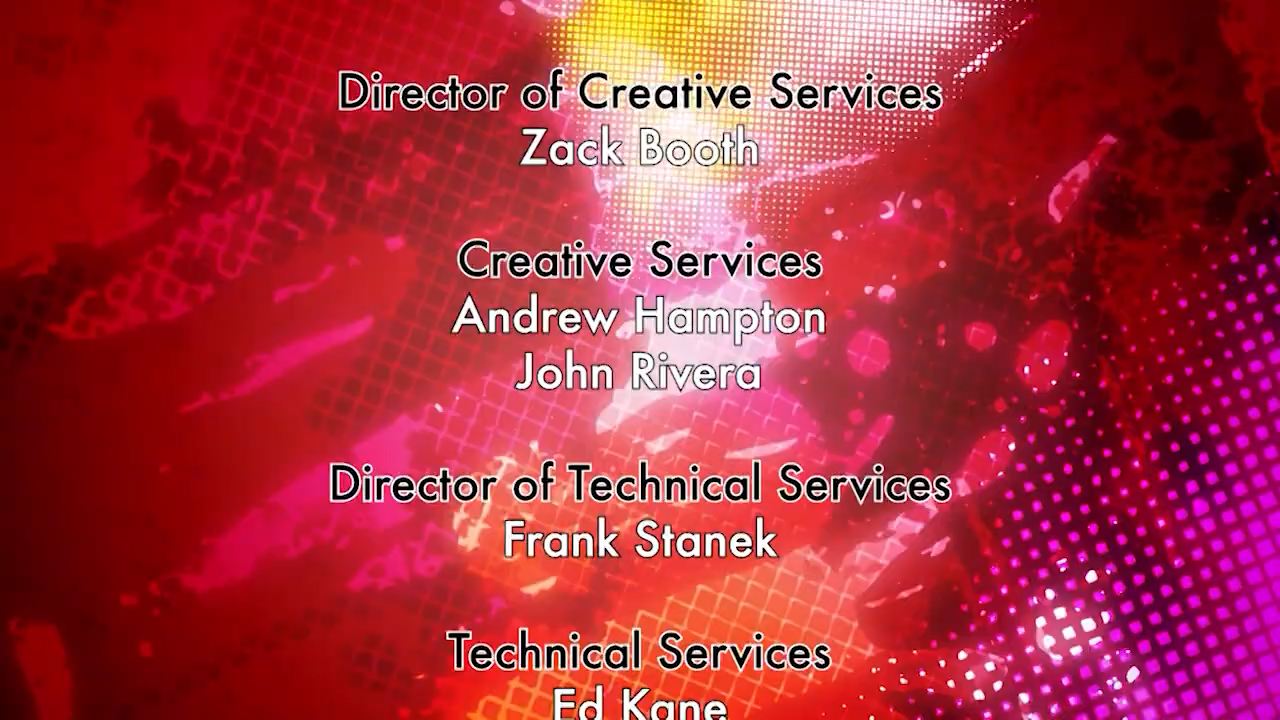 Director of Creative Services
Zack Booth
Creative Services
Andrew Hampton
John Rivera
Director of Technical Services
Frank Stanek
Technical Services
Ed Kane